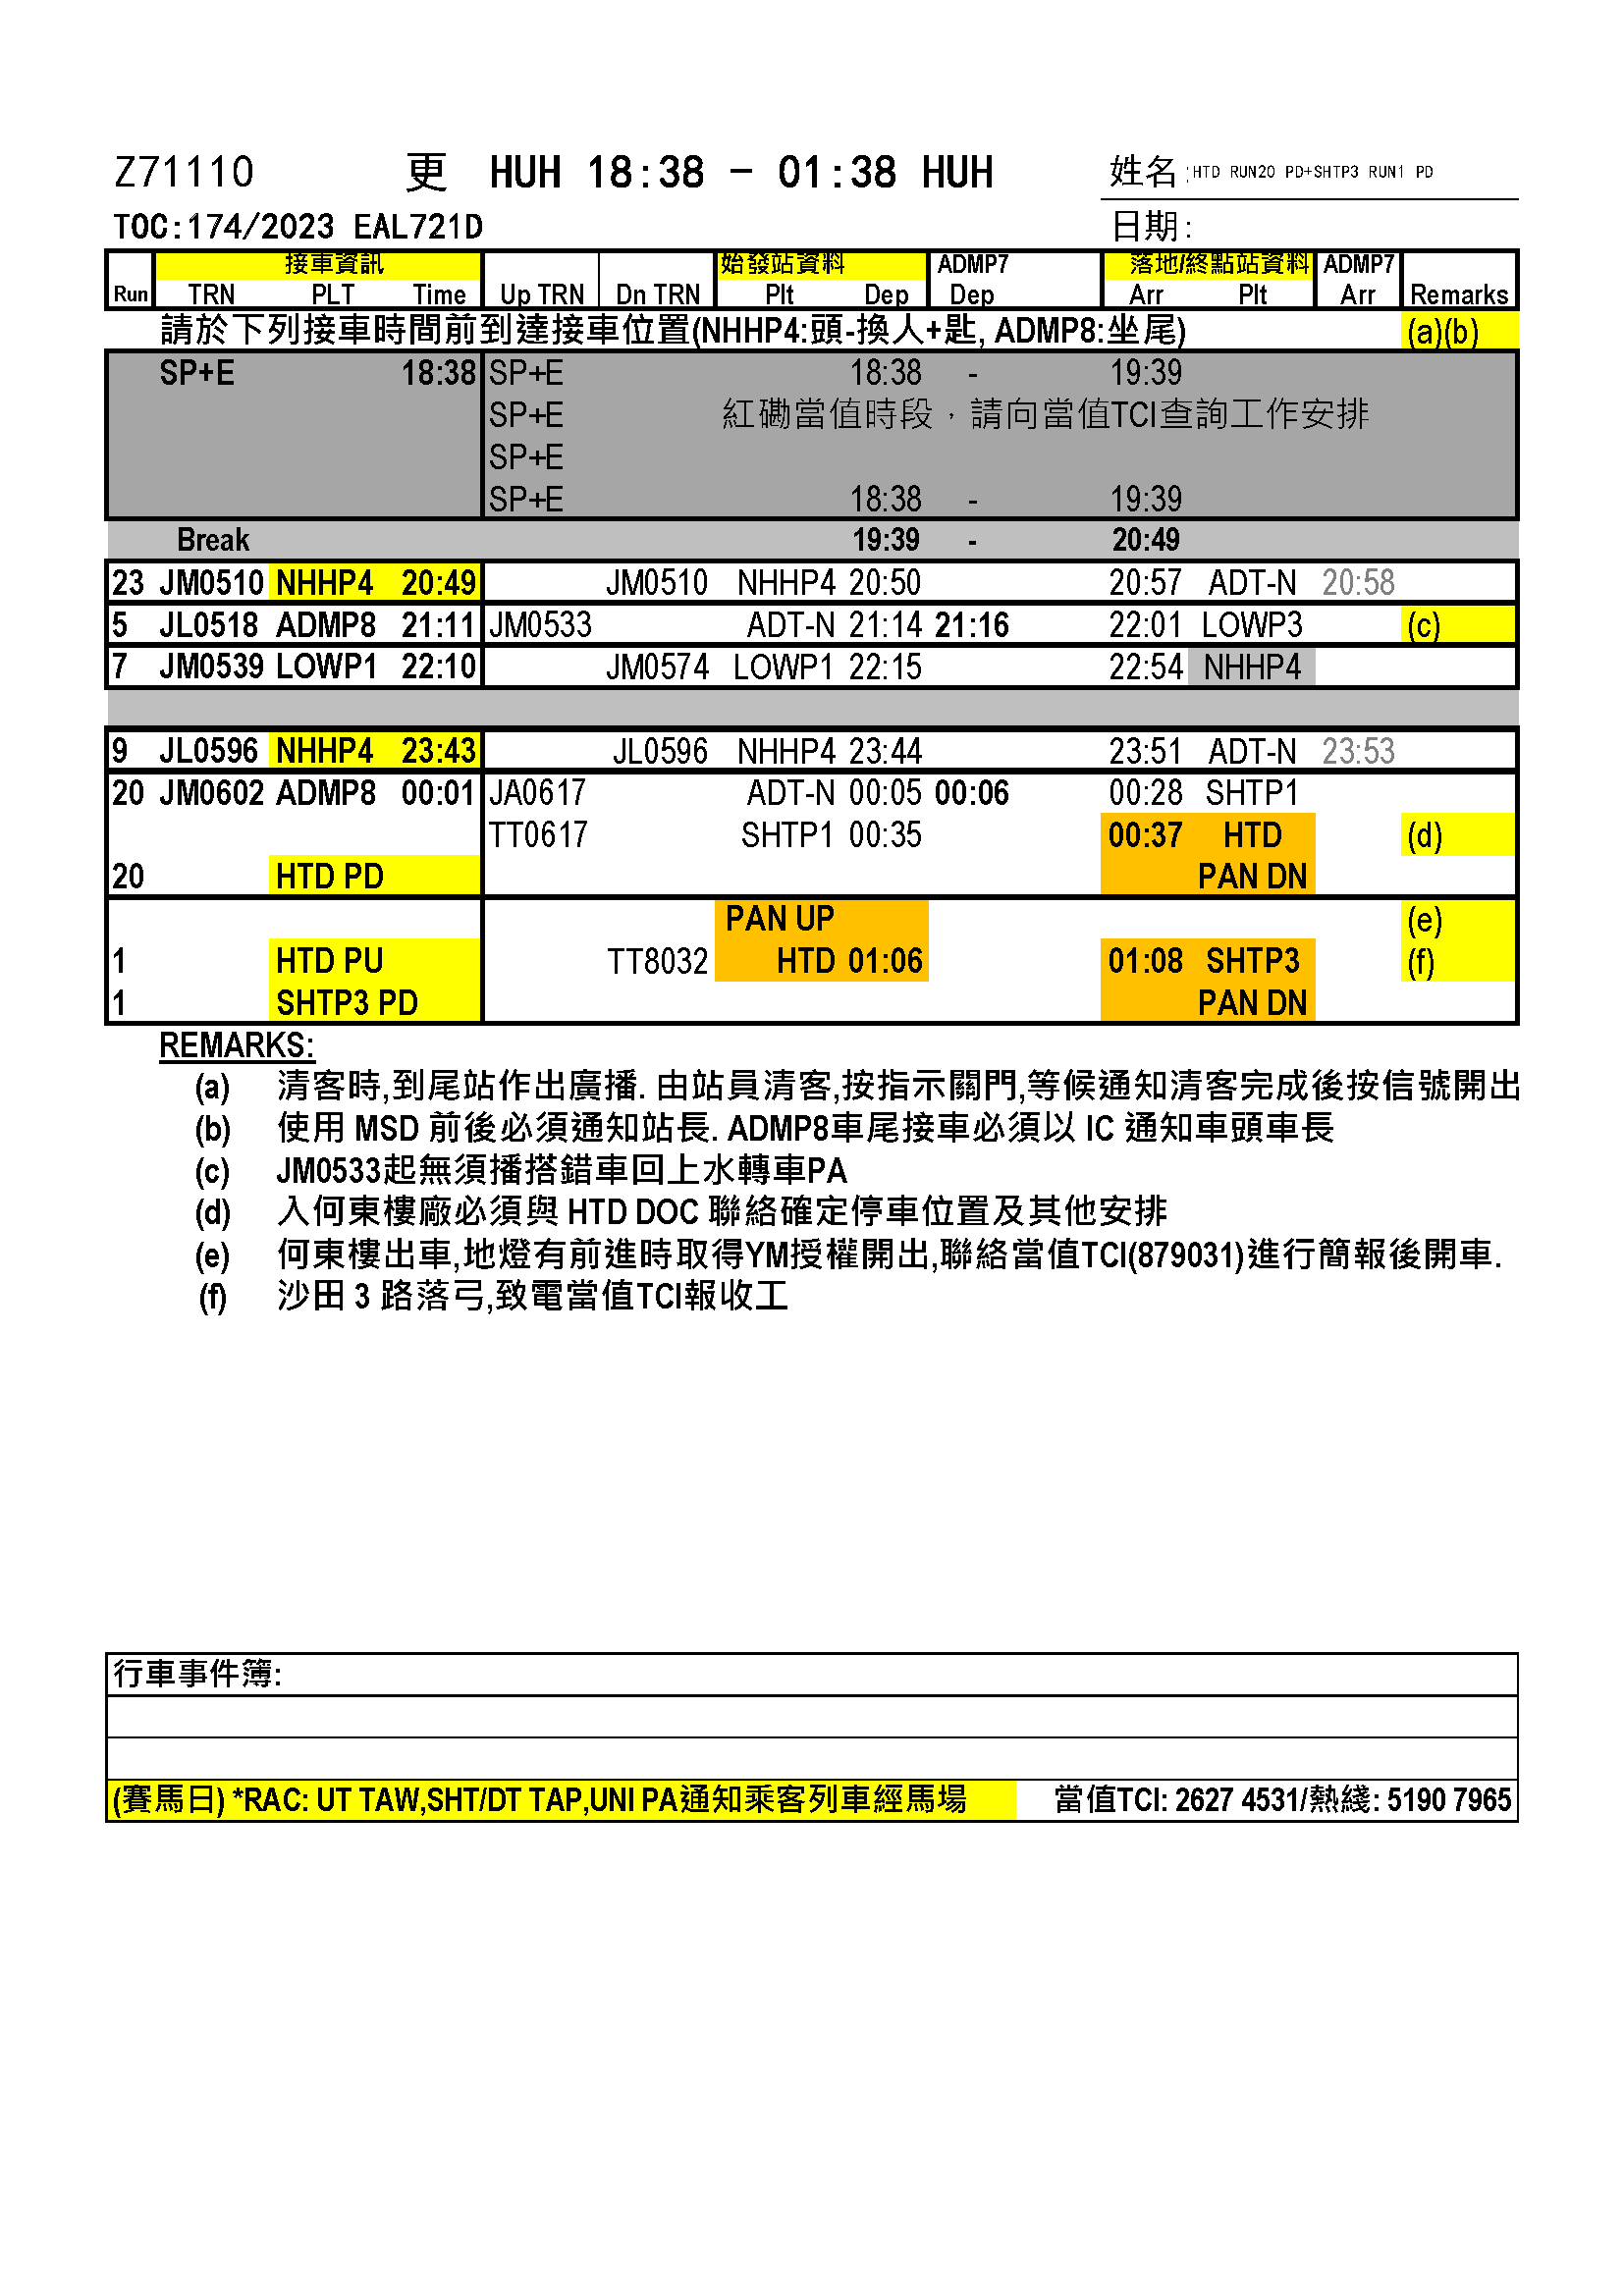 Z71110 更 HUH 18:38 - 01:38 HUH 姓名:HTD RUN20 PD+SHTP3 RUN1 PD
TOC:174/2023 EAL721D 日期:
接車資訊 始發站資料 ADMP7 落地/終點站資料 ADMP7
Run TRN PLT Time Up TRN Dn TRN Plt Dep Dep Arr Plt Arr Remarks
請於下列接車時間前到達接車位置(NHHP4:頭-換人+匙, ADMP8:坐尾) (a)(b)
SP+E 18:38 SP+E 18:38 - 19:39
SP+E 紅磡當值時段，請向當值TCI查詢工作安排
SP+E
SP+E 18:38 - 19:39
Break 19:39 - 20:49
23 JM0510 NHHP4 20:49 JM0510 NHHP4 20:50 20:57 ADT-N 20:58
5 JL0518 ADMP8 21:11 JM0533 ADT-N 21:14 21:16 22:01 LOWP3 (c)
7 JM0539 LOWP1 22:10 JM0574 LOWP1 22:15 22:54 NHHP4
9 JL0596 NHHP4 23:43 JL0596 NHHP4 23:44 23:51 ADT-N 23:53
20 JM0602 ADMP8 00:01 JA0617 ADT-N 00:05 00:06 00:28 SHTP1
TT0617 SHTP1 00:35 00:37 HTD (d)
20 HTD PD PAN DN
PAN UP (e)
1 HTD PU TT8032 HTD 01:06 01:08 SHTP3 (f)
1 SHTP3 PD PAN DN
REMARKS:
(a) 清客時,到尾站作出廣播. 由站員清客,按指示關門,等候通知清客完成後按信號開出
(b) 使用 MSD 前後必須通知站長. ADMP8車尾接車必須以 IC 通知車頭車長
(c) JM0533起無須播搭錯車回上水轉車PA
(d) 入何東樓廠必須與 HTD DOC 聯絡確定停車位置及其他安排
(e) 何東樓出車,地燈有前進時取得YM授權開出,聯絡當值TCI(879031)進行簡報後開車.
(f) 沙田 3 路落弓,致電當值TCI報收工
行車事件簿:
(賽馬日) *RAC: UT TAW,SHT/DT TAP,UNI PA通知乘客列車經馬場 當值TCI: 2627 4531/熱綫: 5190 7965